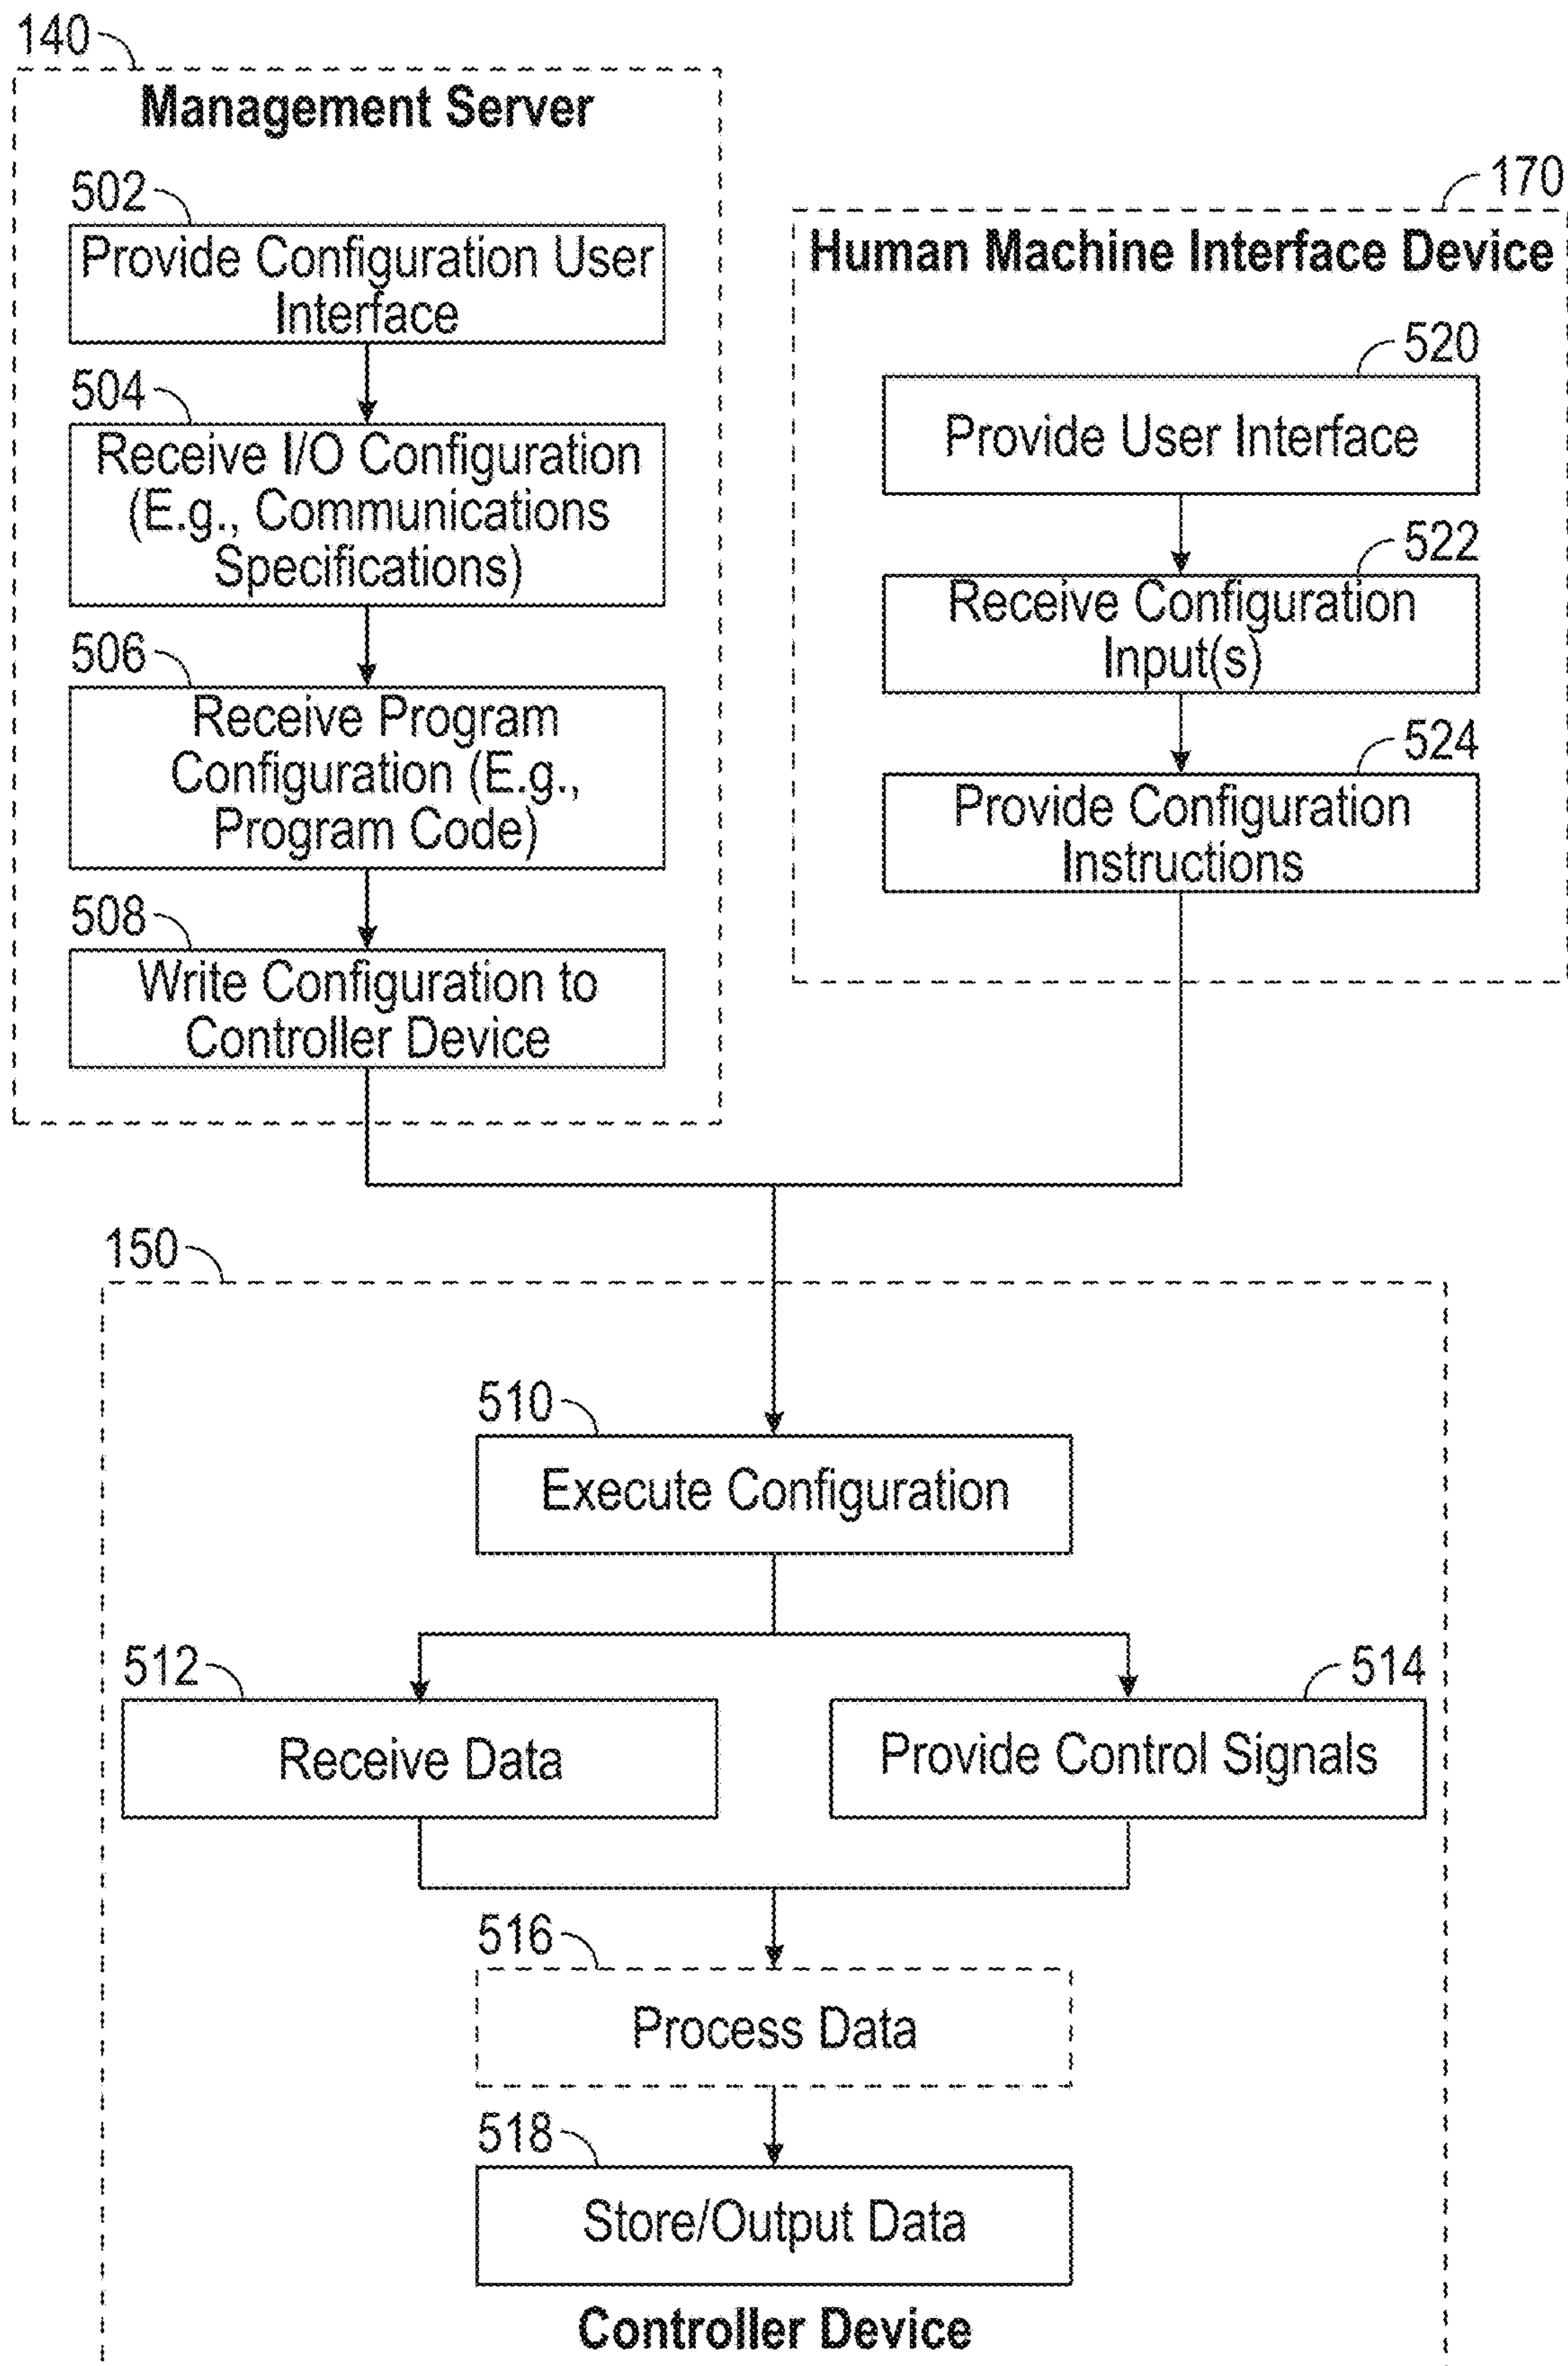 140
Management Server
502
Provide Configuration User
Interface
504
Receive I/O Configuration
(E.g., Communications
Specifications)
506
Receive Program
Configuration (E.g.,
Program Code)
508
Write Configuration to
Controller Device
170
Human Machine Interface Device
520
Provide User Interface
522
Receive Configuration
Input(s)
524
Provide Configuration
Instructions
150
510
Execute Configuration
512
Receive Data
514
Provide Control Signals
516
Process Data
518
Store/Output Data
Controller Device